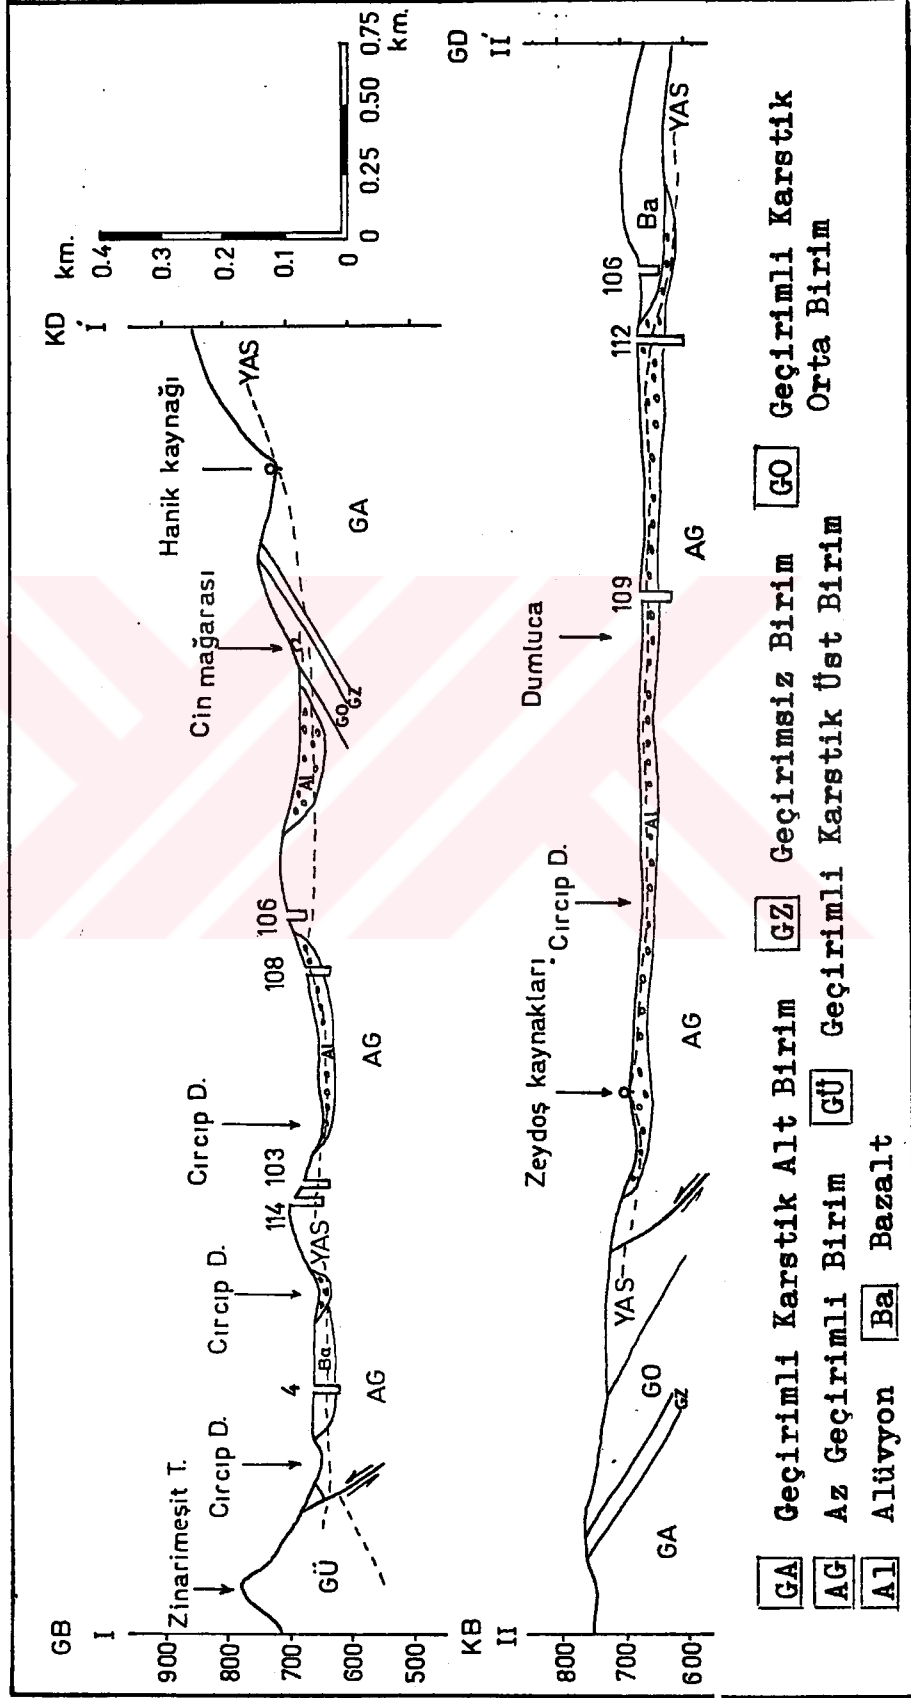 GB
I
KD
I'
Zinarimeşit T.
Cırcıp D.
Cırcıp D.
Cırcıp D.
Cin mağarası
Hanik kaynağı
4
114
103
108
106
900
800
700
600
500
GÜ
Ba
AG
YAS
Al
AG
Al
GO
GZ
GA
YAS
km.
0.4
0.3
0.2
0.1
0
0
0.25
0.50
0.75
km.
KB
II
GD
II'
Zeydoş kaynakları
Cırcıp D.
Dumluca
109
112
106
800
700
600
GA
GO
GZ
YAS
AG
Al
AG
Ba
YAS
GA Geçirimli Karstik Alt Birim
GZ Geçirimsiz Birim
GO Geçirimli Karstik
Orta Birim
AG Az Geçirimli Birim
GÜ Geçirimli Karstik Üst Birim
Al Alüvyon
Ba Bazalt